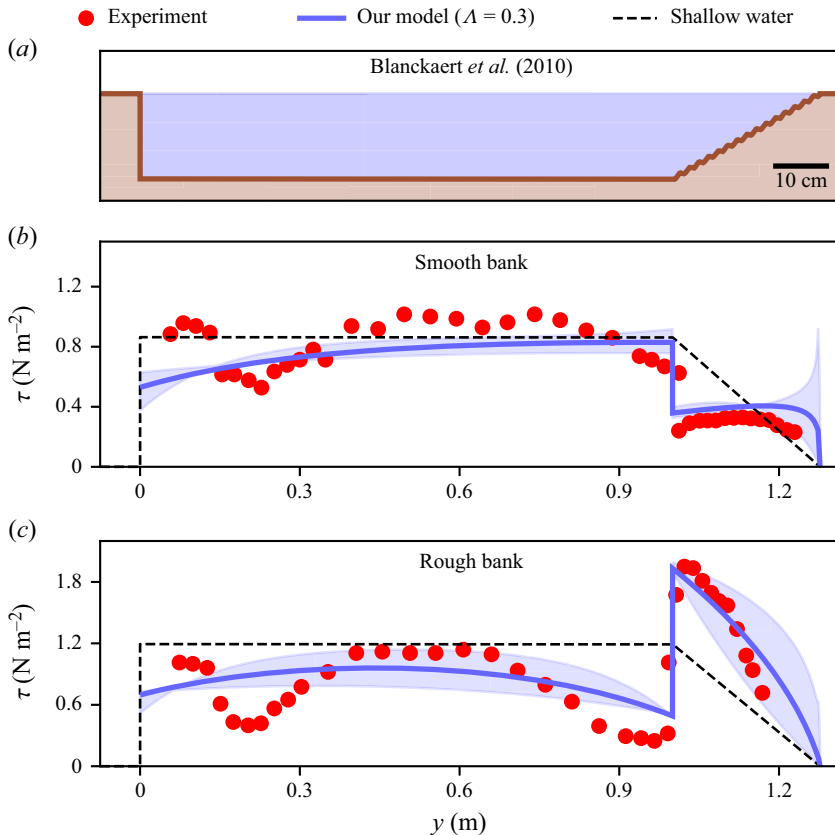 Experiment Our model (Λ = 0.3) Shallow water
(a)
Blanckaert et al. (2010)
10 cm
(b)
Smooth bank
1.2
0.8
0.4
0
τ (N m−2)
0 0.3 0.6 0.9 1.2
(c)
Rough bank
1.8
1.2
0.6
0
τ (N m−2)
0 0.3 0.6 0.9 1.2
y (m)